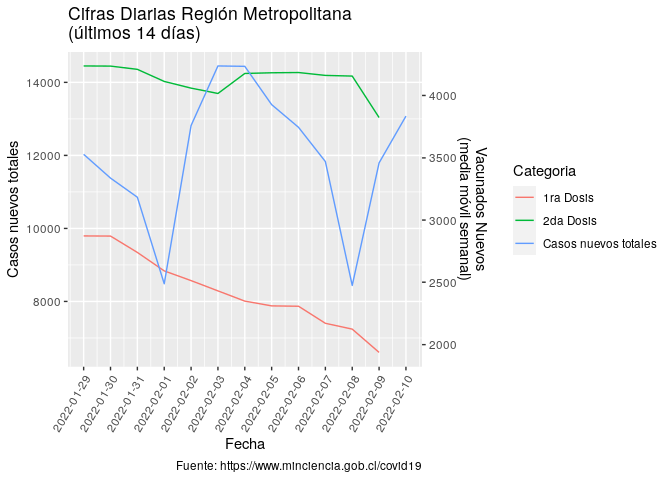 Cifras Diarias Región Metropolitana
(últimos 14 días)
Casos nuevos totales
14000
12000
10000
8000
4000
3500
3000
2500
2000
Vacunados Nuevos
(media móvil semanal)
2022-01-29
2022-01-30
2022-01-31
2022-02-01
2022-02-02
2022-02-03
2022-02-04
2022-02-05
2022-02-06
2022-02-07
2022-02-08
2022-02-09
2022-02-10
Fecha
Categoria
1ra Dosis
2da Dosis
Casos nuevos totales
Fuente: https://www.minciencia.gob.cl/covid19